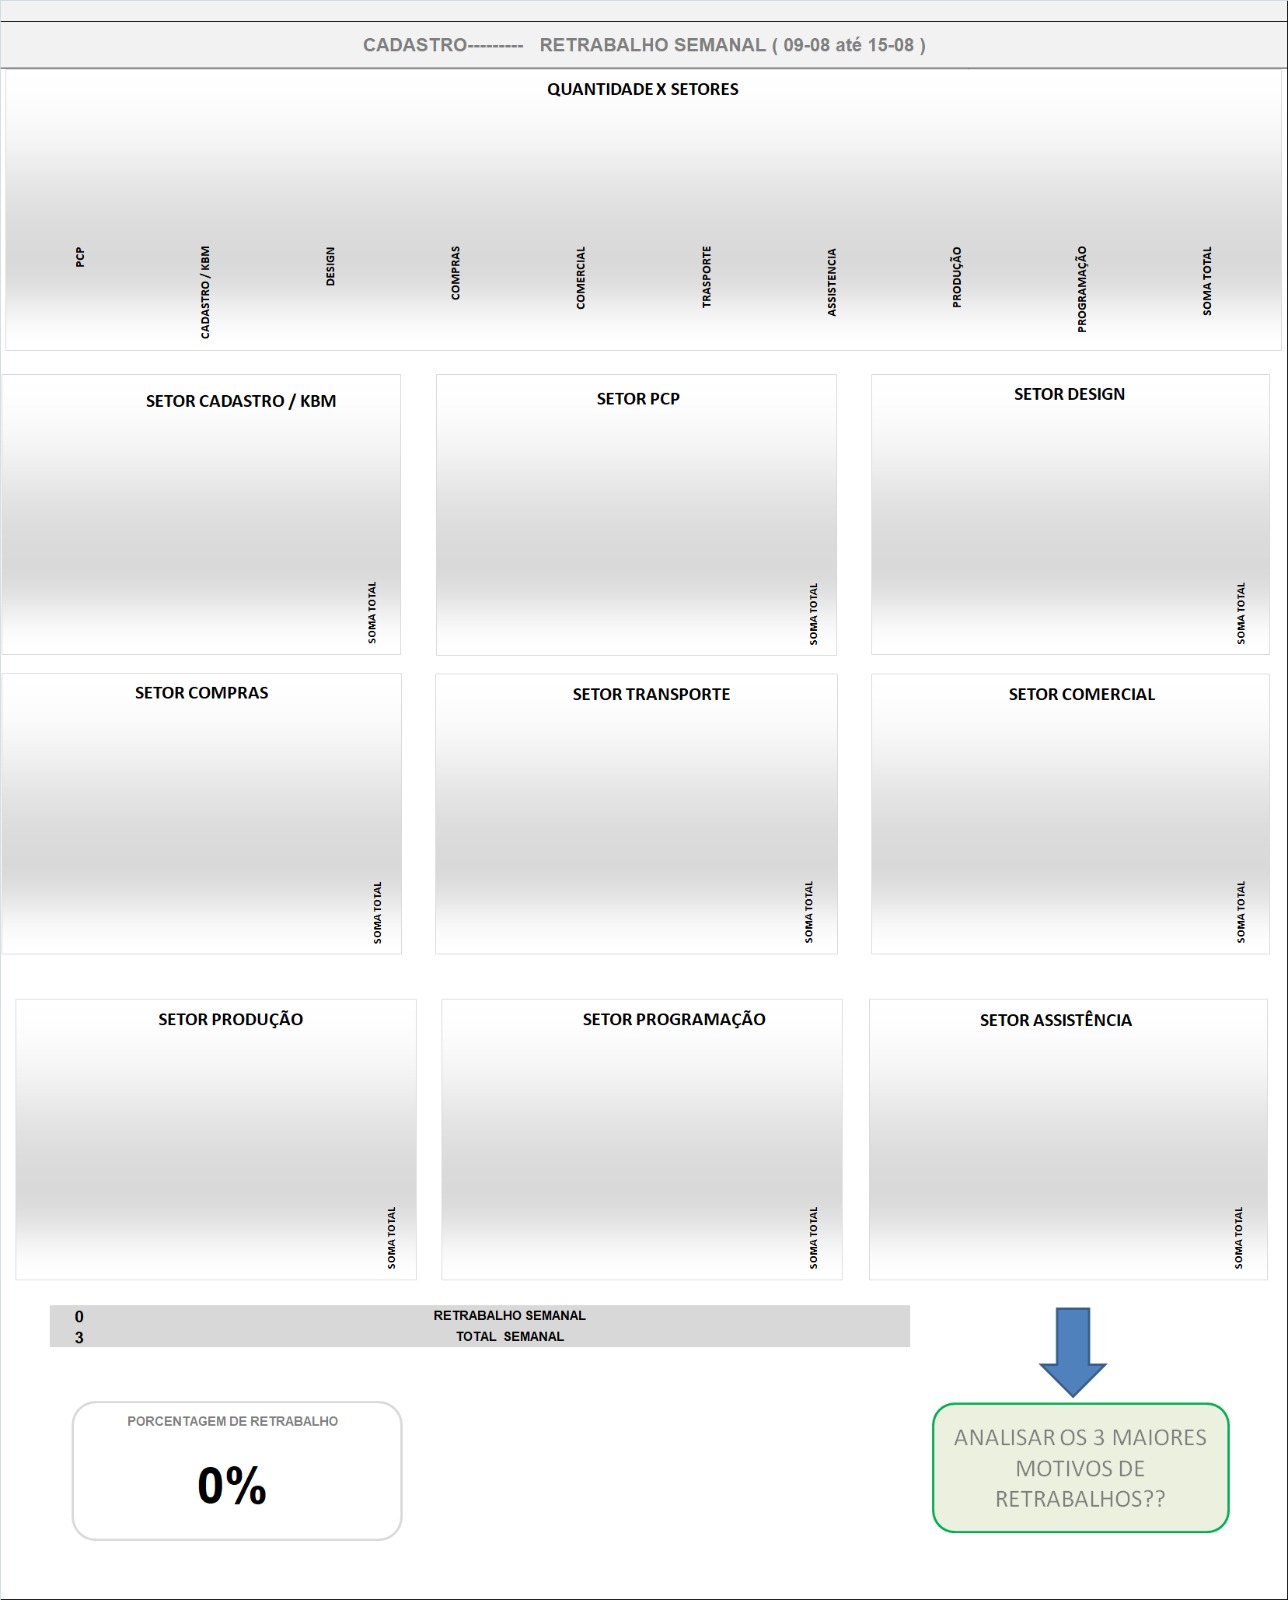 CADASTRO--------- RETRABALHO SEMANAL ( 09-08 até 15-08 )
QUANTIDADE X SETORES
PCP
CADASTRO / KBM
DESIGN
COMPRAS
COMERCIAL
TRASPORTE
ASSISTENCIA
PRODUÇÃO
PROGRAMAÇÃO
SOMA TOTAL
SETOR CADASTRO / KBM
SOMA TOTAL
SETOR PCP
SOMA TOTAL
SETOR DESIGN
SOMA TOTAL
SETOR COMPRAS
SOMA TOTAL
SETOR TRANSPORTE
SOMA TOTAL
SETOR COMERCIAL
SOMA TOTAL
SETOR PRODUÇÃO
SOMA TOTAL
SETOR PROGRAMAÇÃO
SOMA TOTAL
SETOR ASSISTÊNCIA
SOMA TOTAL
0 RETRABALHO SEMANAL
3 TOTAL SEMANAL
PORCENTAGEM DE RETRABALHO
0%
ANALISAR OS 3 MAIORES
MOTIVOS DE
RETRABALHOS??